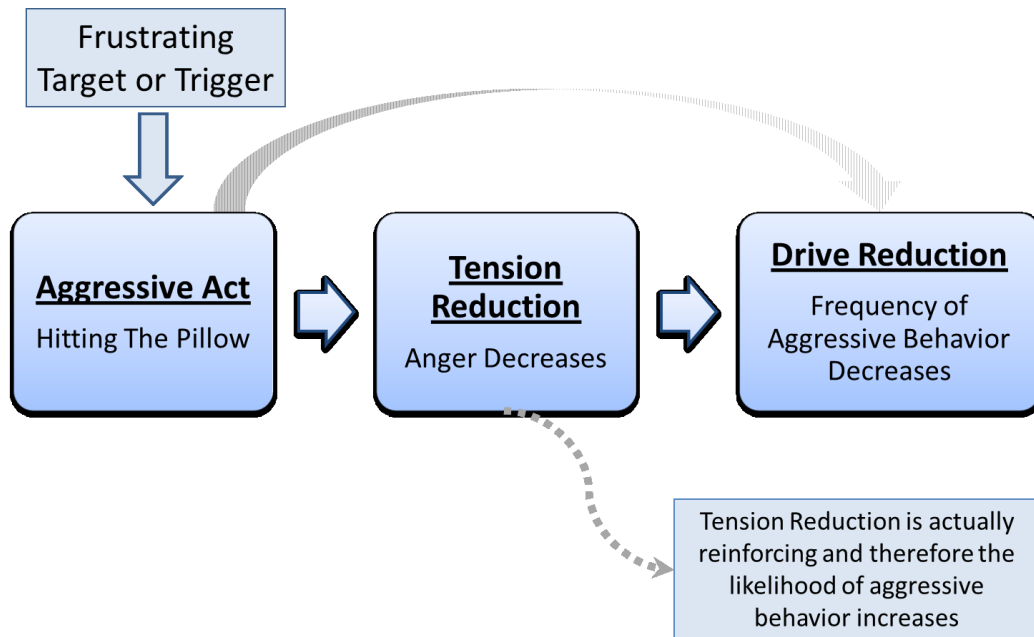 Frustrating
Target or Trigger
Aggressive Act
Hitting The Pillow
Tension
Reduction
Anger Decreases
Drive Reduction
Frequency of
Aggressive Behavior
Decreases
Tension Reduction is actually
reinforcing and therefore the
likelihood of aggressive
behavior increases